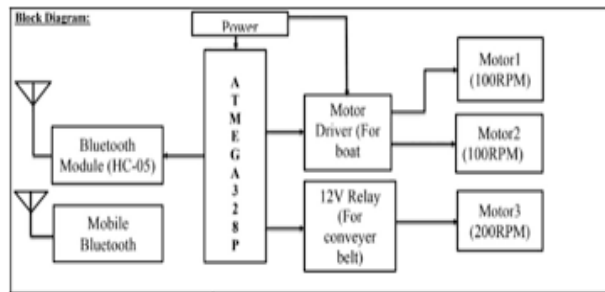 Block Diagram:
Power
A
T
M
E
G
A
3
2
8
P
Bluetooth
Module (HC-05)
Mobile
Bluetooth
Motor
Driver (For
boat
12V Relay
(For
conveyer
belt)
Motor1
(100RPM)
Motor2
(100RPM)
Motor3
(200RPM)